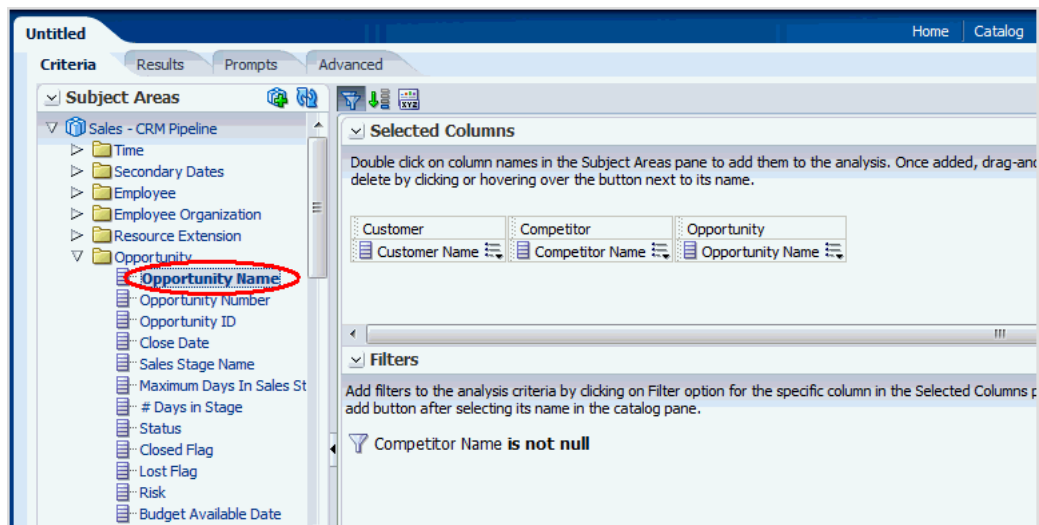 Untitled
Home
Catalog
Criteria
Results
Prompts
Advanced
Subject Areas
Sales - CRM Pipeline
Time
Secondary Dates
Employee
Employee Organization
Resource Extension
Opportunity
Opportunity Name
Opportunity Number
Opportunity ID
Close Date
Sales Stage Name
Maximum Days In Sales St
# Days in Stage
Status
Closed Flag
Lost Flag
Risk
Budget Available Date
XYZ
Selected Columns
Double click on column names in the Subject Areas pane to add them to the analysis. Once added, drag-and
delete by clicking or hovering over the button next to its name.
Customer
Competitor
Opportunity
Customer Name
Competitor Name
Opportunity Name
Filters
Add filters to the analysis criteria by clicking on Filter option for the specific column in the Selected Columns p
add button after selecting its name in the catalog pane.
Competitor Name is not null